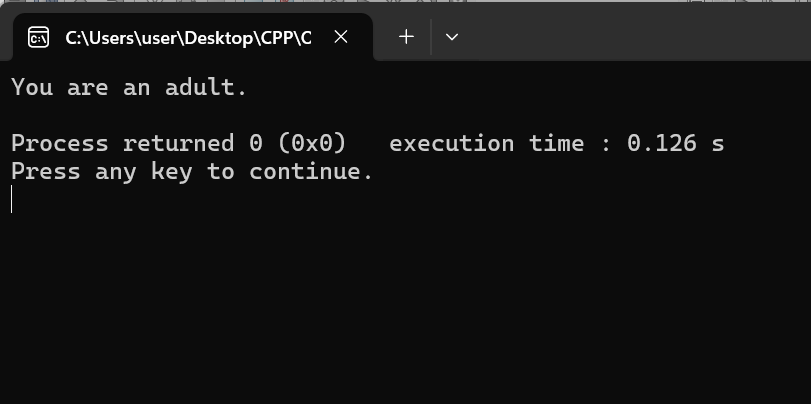 C:\Users\user\Desktop\CPP\C
You are an adult.
Process returned 0 (0x0)   execution time : 0.126 s
Press any key to continue.